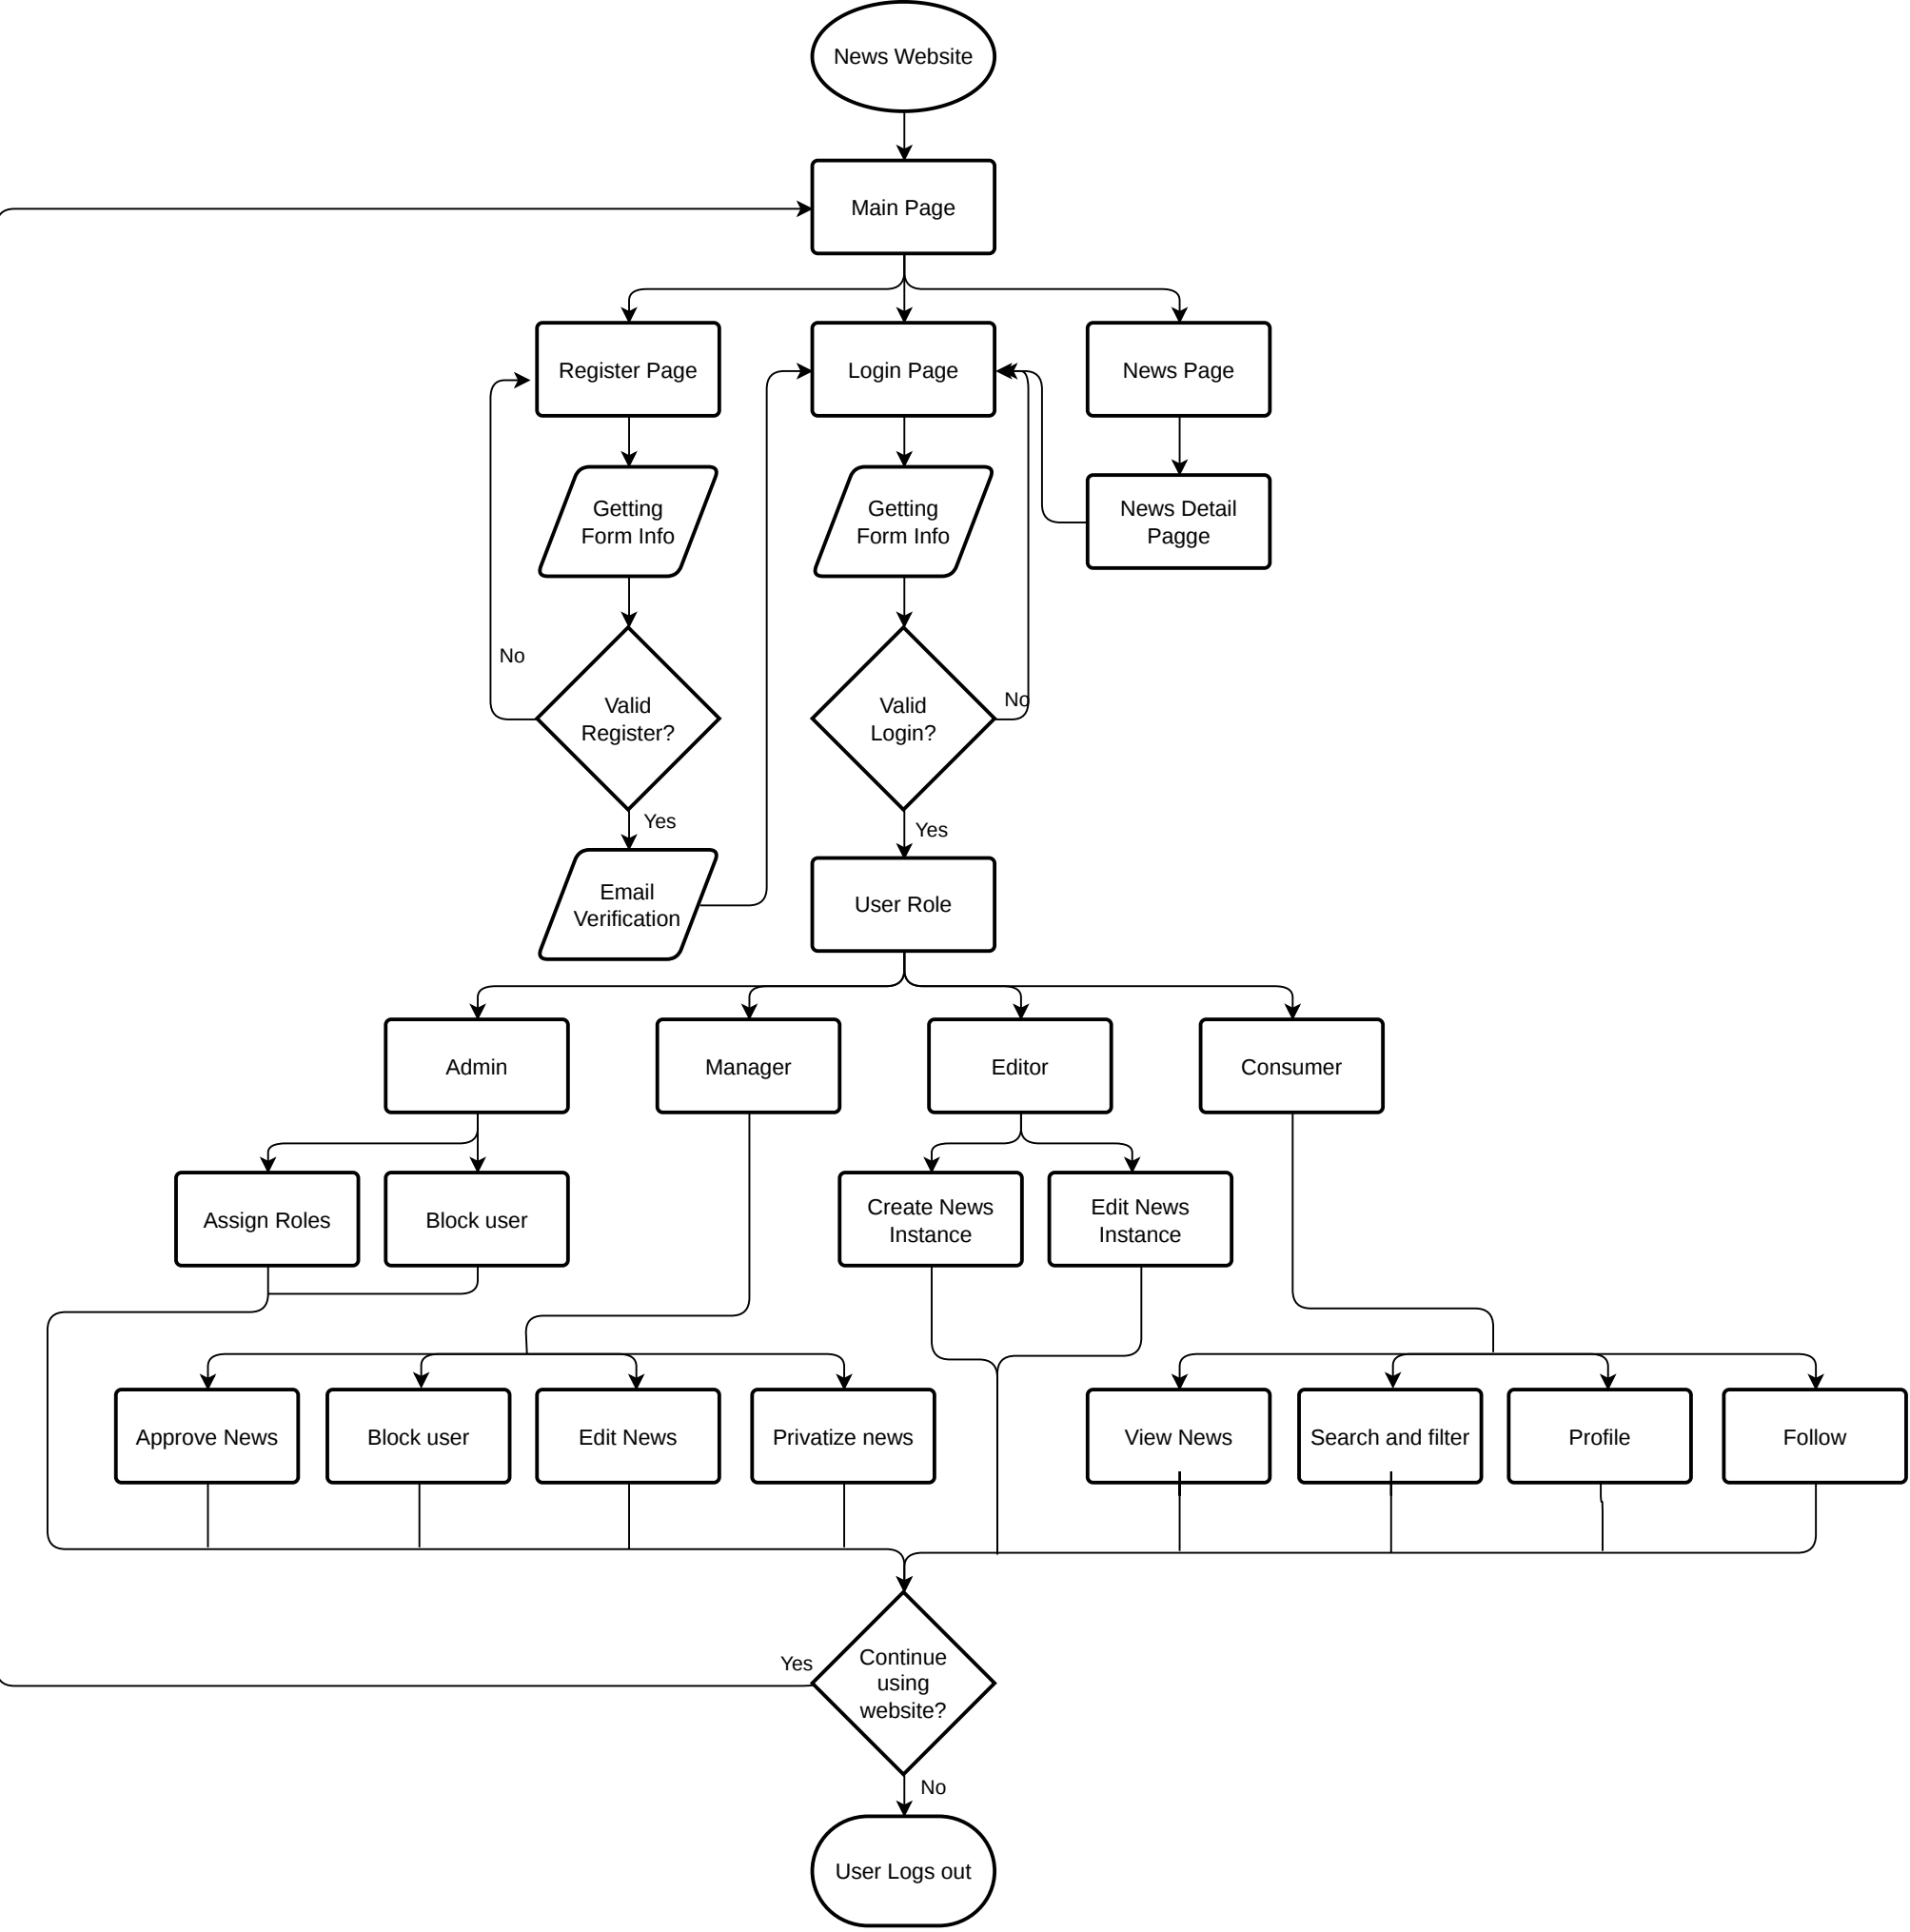 News Website
Main Page
Register Page
Login Page
News Page
Getting
Form Info
Getting
Form Info
News Detail
Pagge
No
Valid
Register?
Valid
Login?
No
Yes
Yes
Email
Verification
User Role
Admin
Manager
Editor
Consumer
Assign Roles
Block user
Create News
Instance
Edit News
Instance
Approve News
Block user
Edit News
Privatize news
View News
Search and filter
Profile
Follow
Yes
Continue
using
website?
No
User Logs out